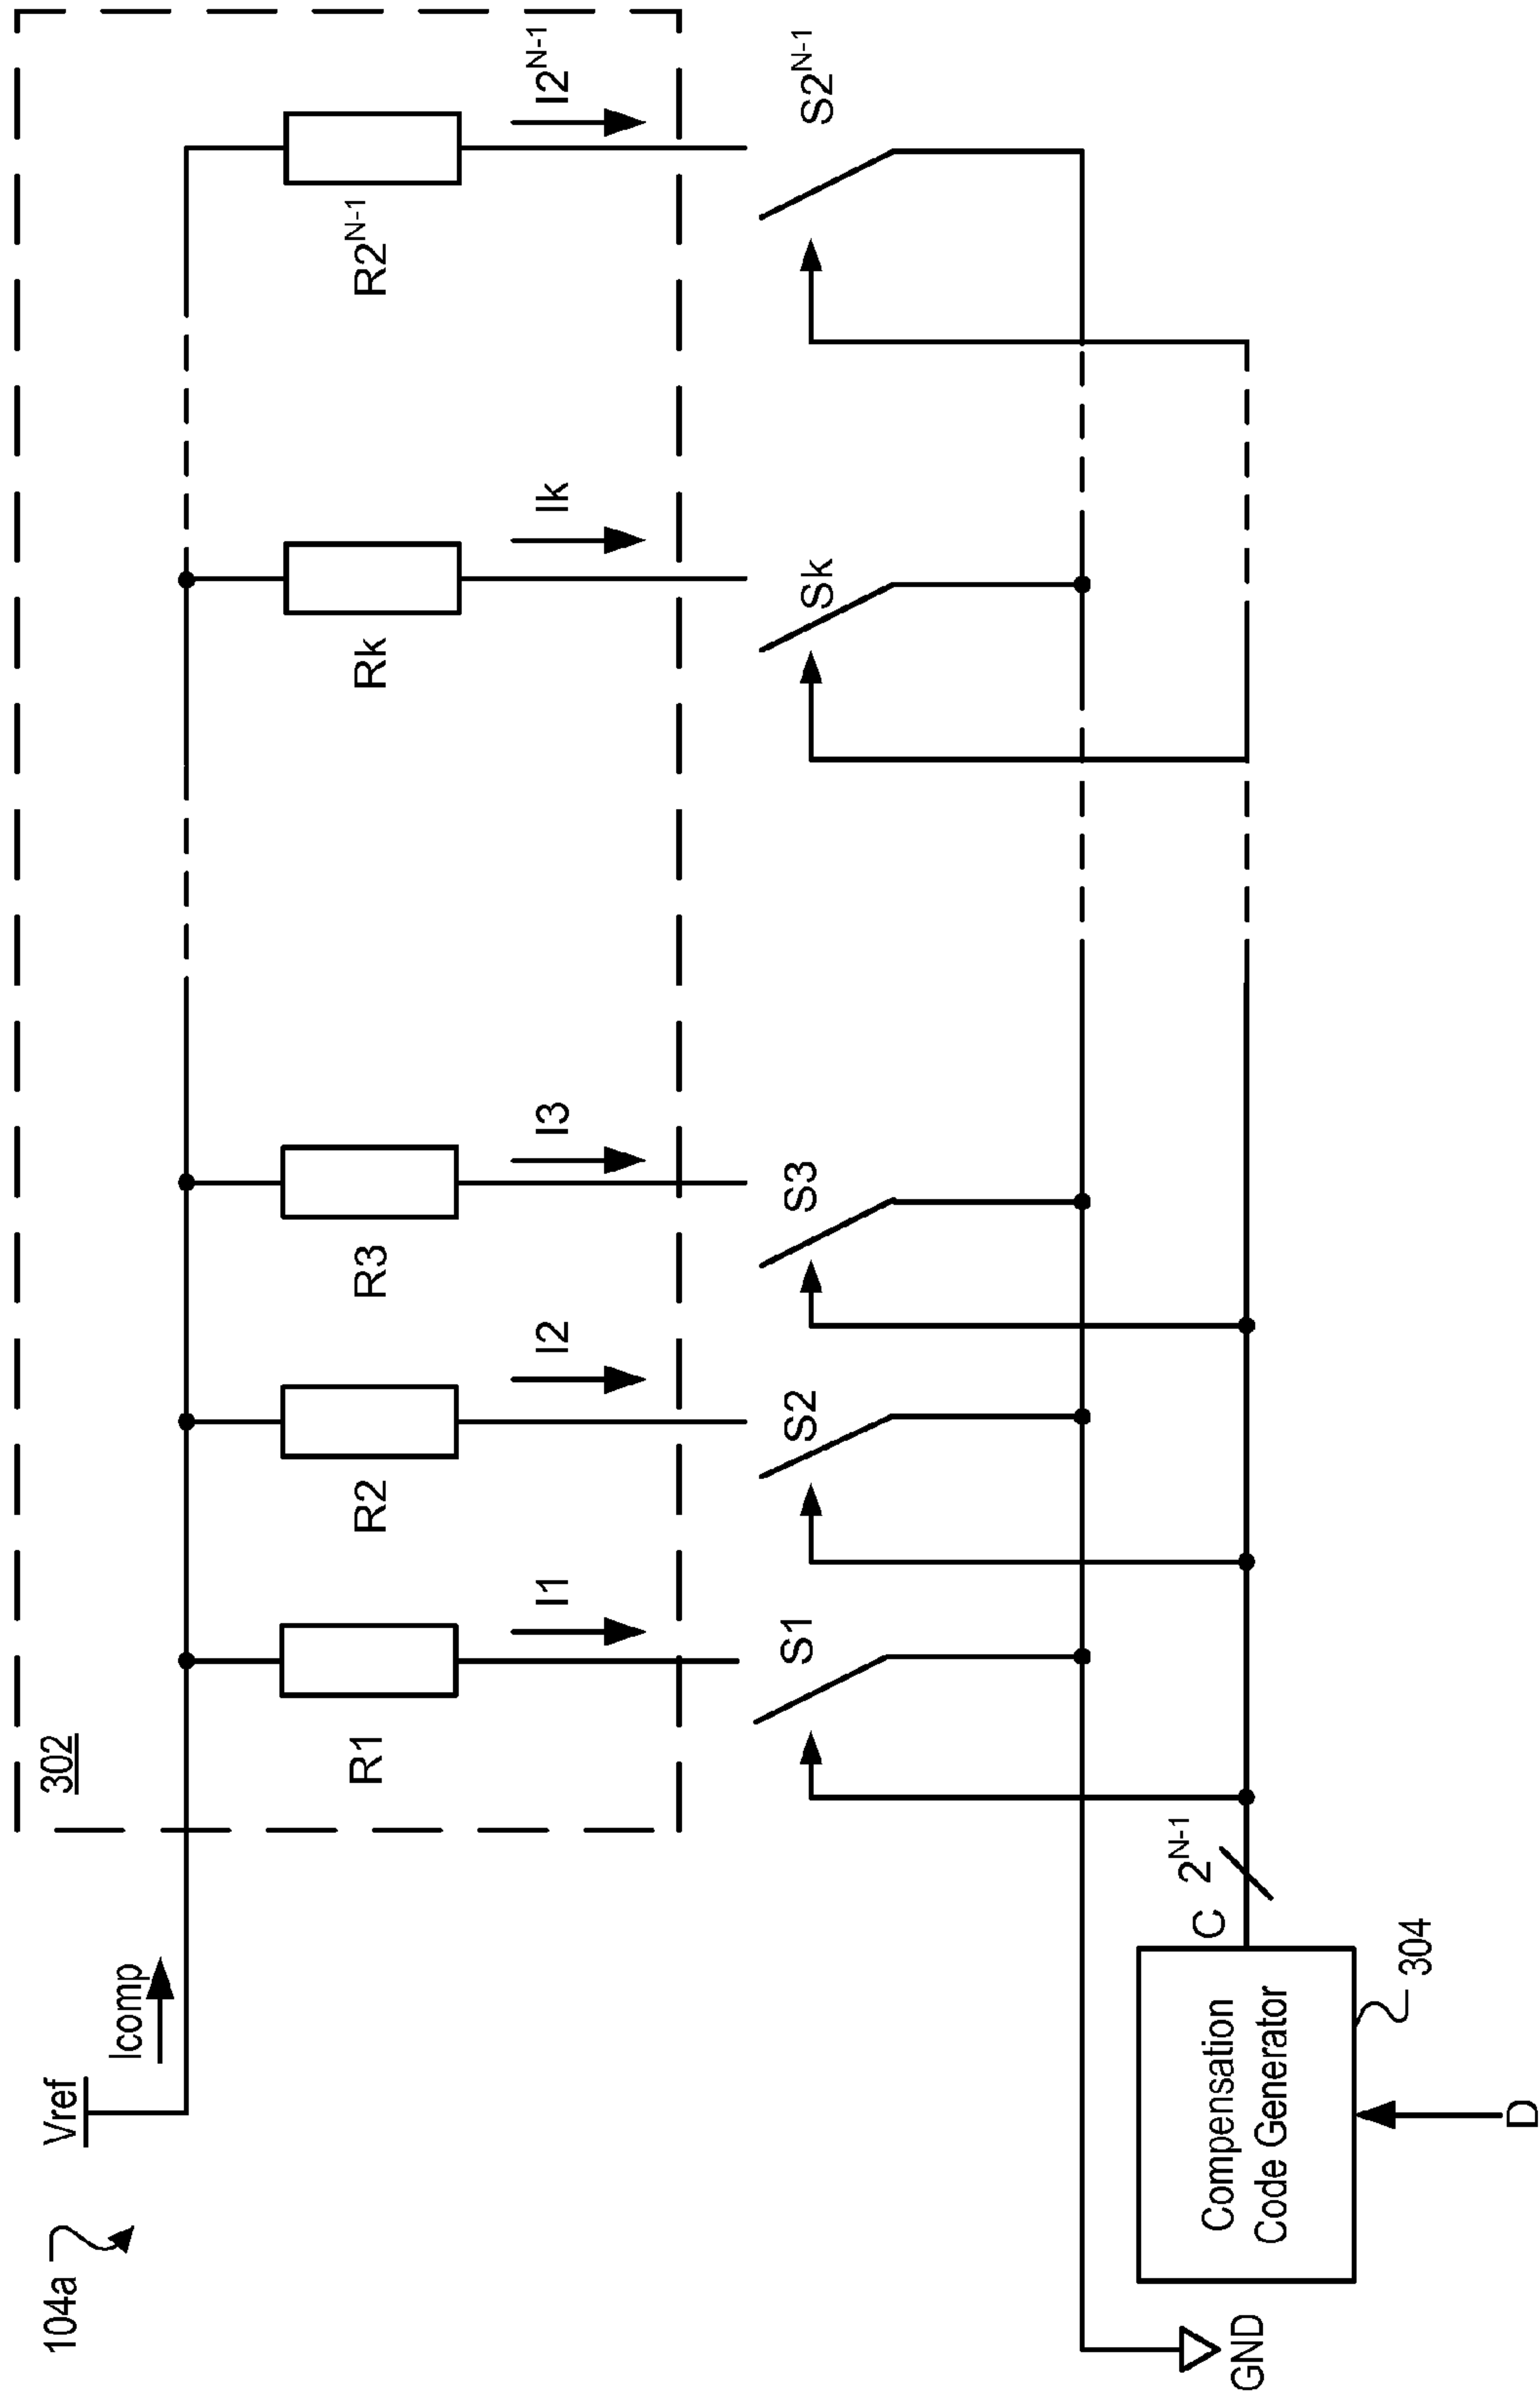 104a
Vref
Icomp
302
R1
R2
R3
Rk
R2^N-1
I1
I2
I3
Ik
I2^N-1
S1
S2
S3
Sk
S2^N-1
GND
Compensation
Code Generator
C 2^N-1
304
D